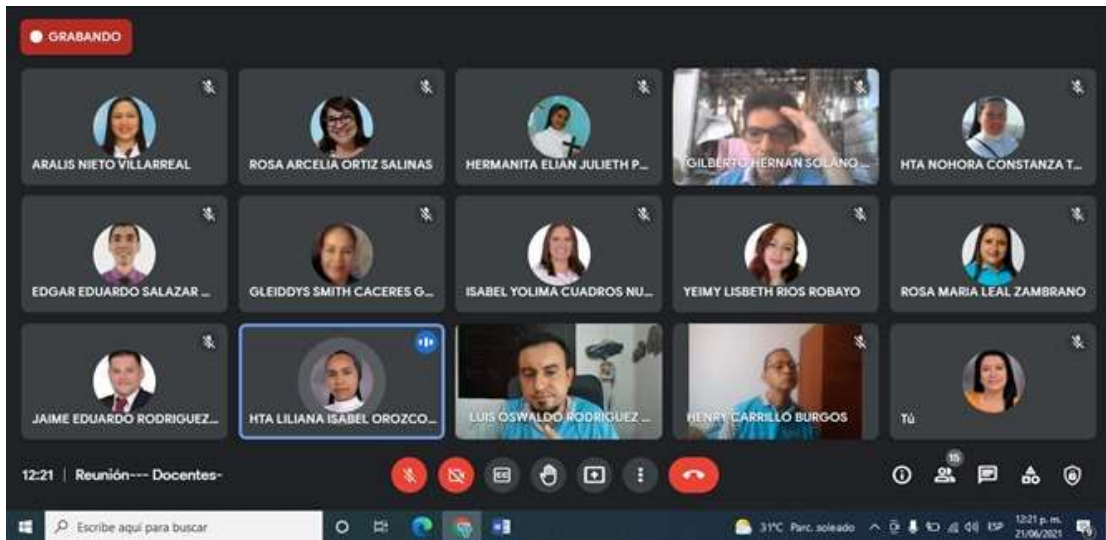 GRABANDO
ARALIS NIETO VILLARREAL
ROSA ARCELIA ORTIZ SALINAS
HERMANITA ELIAN JULIETH P...
GILBERTO HERNAN SOLANO ...
HTA NOHORA CONSTANZA T...
EDGAR EDUARDO SALAZAR ...
GLEIDDYS SMITH CACERES G...
ISABEL YOLIMA CUADROS NU...
YEIMY LISBETH RIOS ROBAYO
ROSA MARIA LEAL ZAMBRANO
JAIME EDUARDO RODRIGUEZ...
HTA LILIANA ISABEL OROZCO...
LUIS OSWALDO RODRIGUEZ ...
HENRY CARRILLO BURGOS
Tú
12:21 | Reunión--- Docentes-
CC
15
Escribe aquí para buscar
31°C Parc. soleado
ESP
12:21 p. m.
21/06/2021